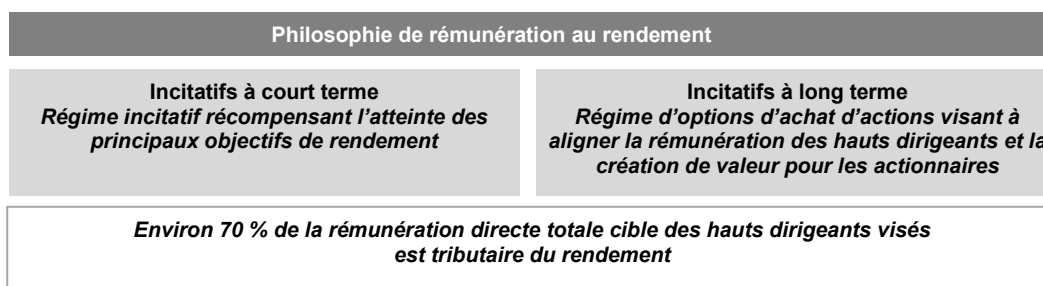 Philosophie de rémunération au rendement
Incitatifs à court terme
Régime incitatif récompensant l'atteinte des
principaux objectifs de rendement
Incitatifs à long terme
Régime d'options d'achat d'actions visant à
aligner la rémunération des hauts dirigeants et la
création de valeur pour les actionnaires
Environ 70 % de la rémunération directe totale cible des hauts dirigeants visés
est tributaire du rendement